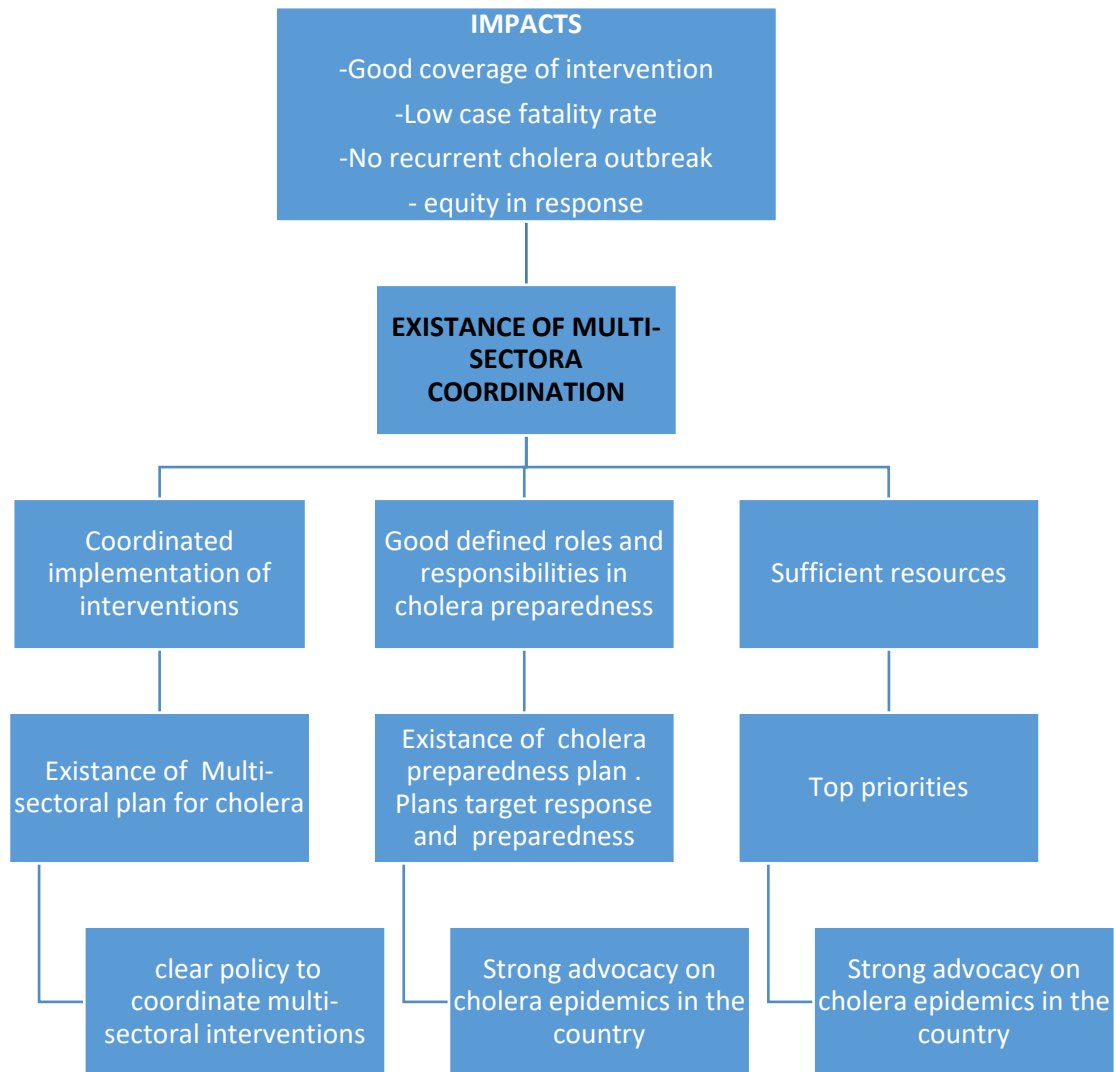 IMPACTS
-Good coverage of intervention
-Low case fatality rate
-No recurrent cholera outbreak
- equity in response
EXISTANCE OF MULTI-
SECTORA
COORDINATION
Coordinated
implementation of
interventions
Good defined roles and
responsibilities in
cholera preparedness
Sufficient resources
Existance of Multi-
sectoral plan for cholera
Existance of cholera
preparedness plan .
Plans target response
and preparedness
Top priorities
clear policy to
coordinate multi-
sectoral interventions
Strong advocacy on
cholera epidemics in the
country
Strong advocacy on
cholera epidemics in the
country